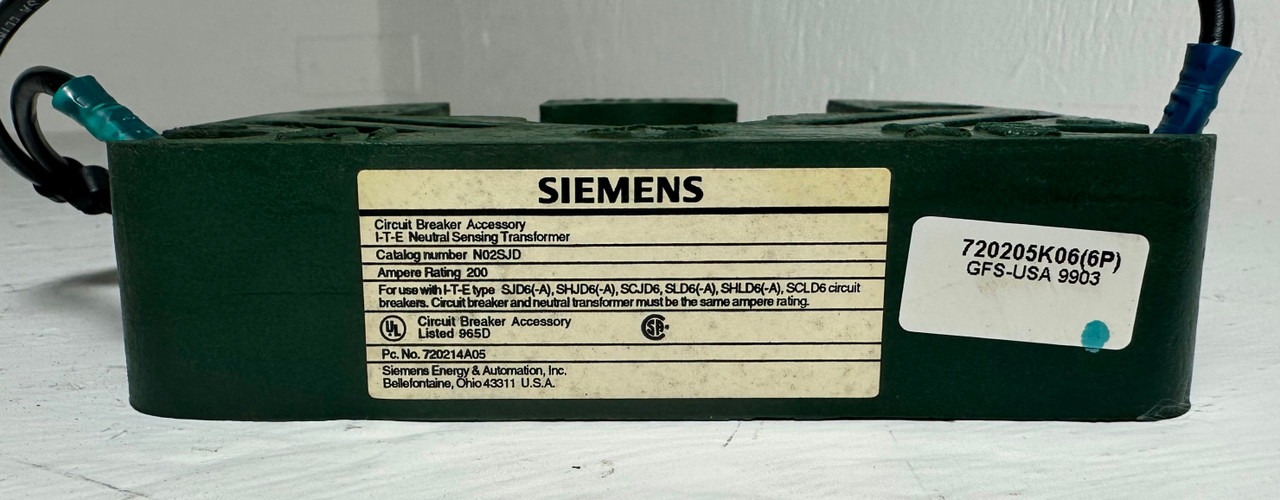 SIEMENS
Circuit Breaker Accessory
I-T-E Neutral Sensing Transformer
Catalog number N02SJD
Ampere Rating 200
For use with I-T-E type SJD6(-A), SHJD6(-A), SCJD6, SLD6(-A), SHLD6(-A), SCLD6 circuit
breakers. Circuit breaker and neutral transformer must be the same ampere rating.
UL
Circuit Breaker Accessory
Listed 965D
SA
Pc. No. 720214A05
Siemens Energy & Automation, Inc.
Bellefontaine, Ohio 43311 U.S.A.
720205K06(6P)
GFS-USA 9903